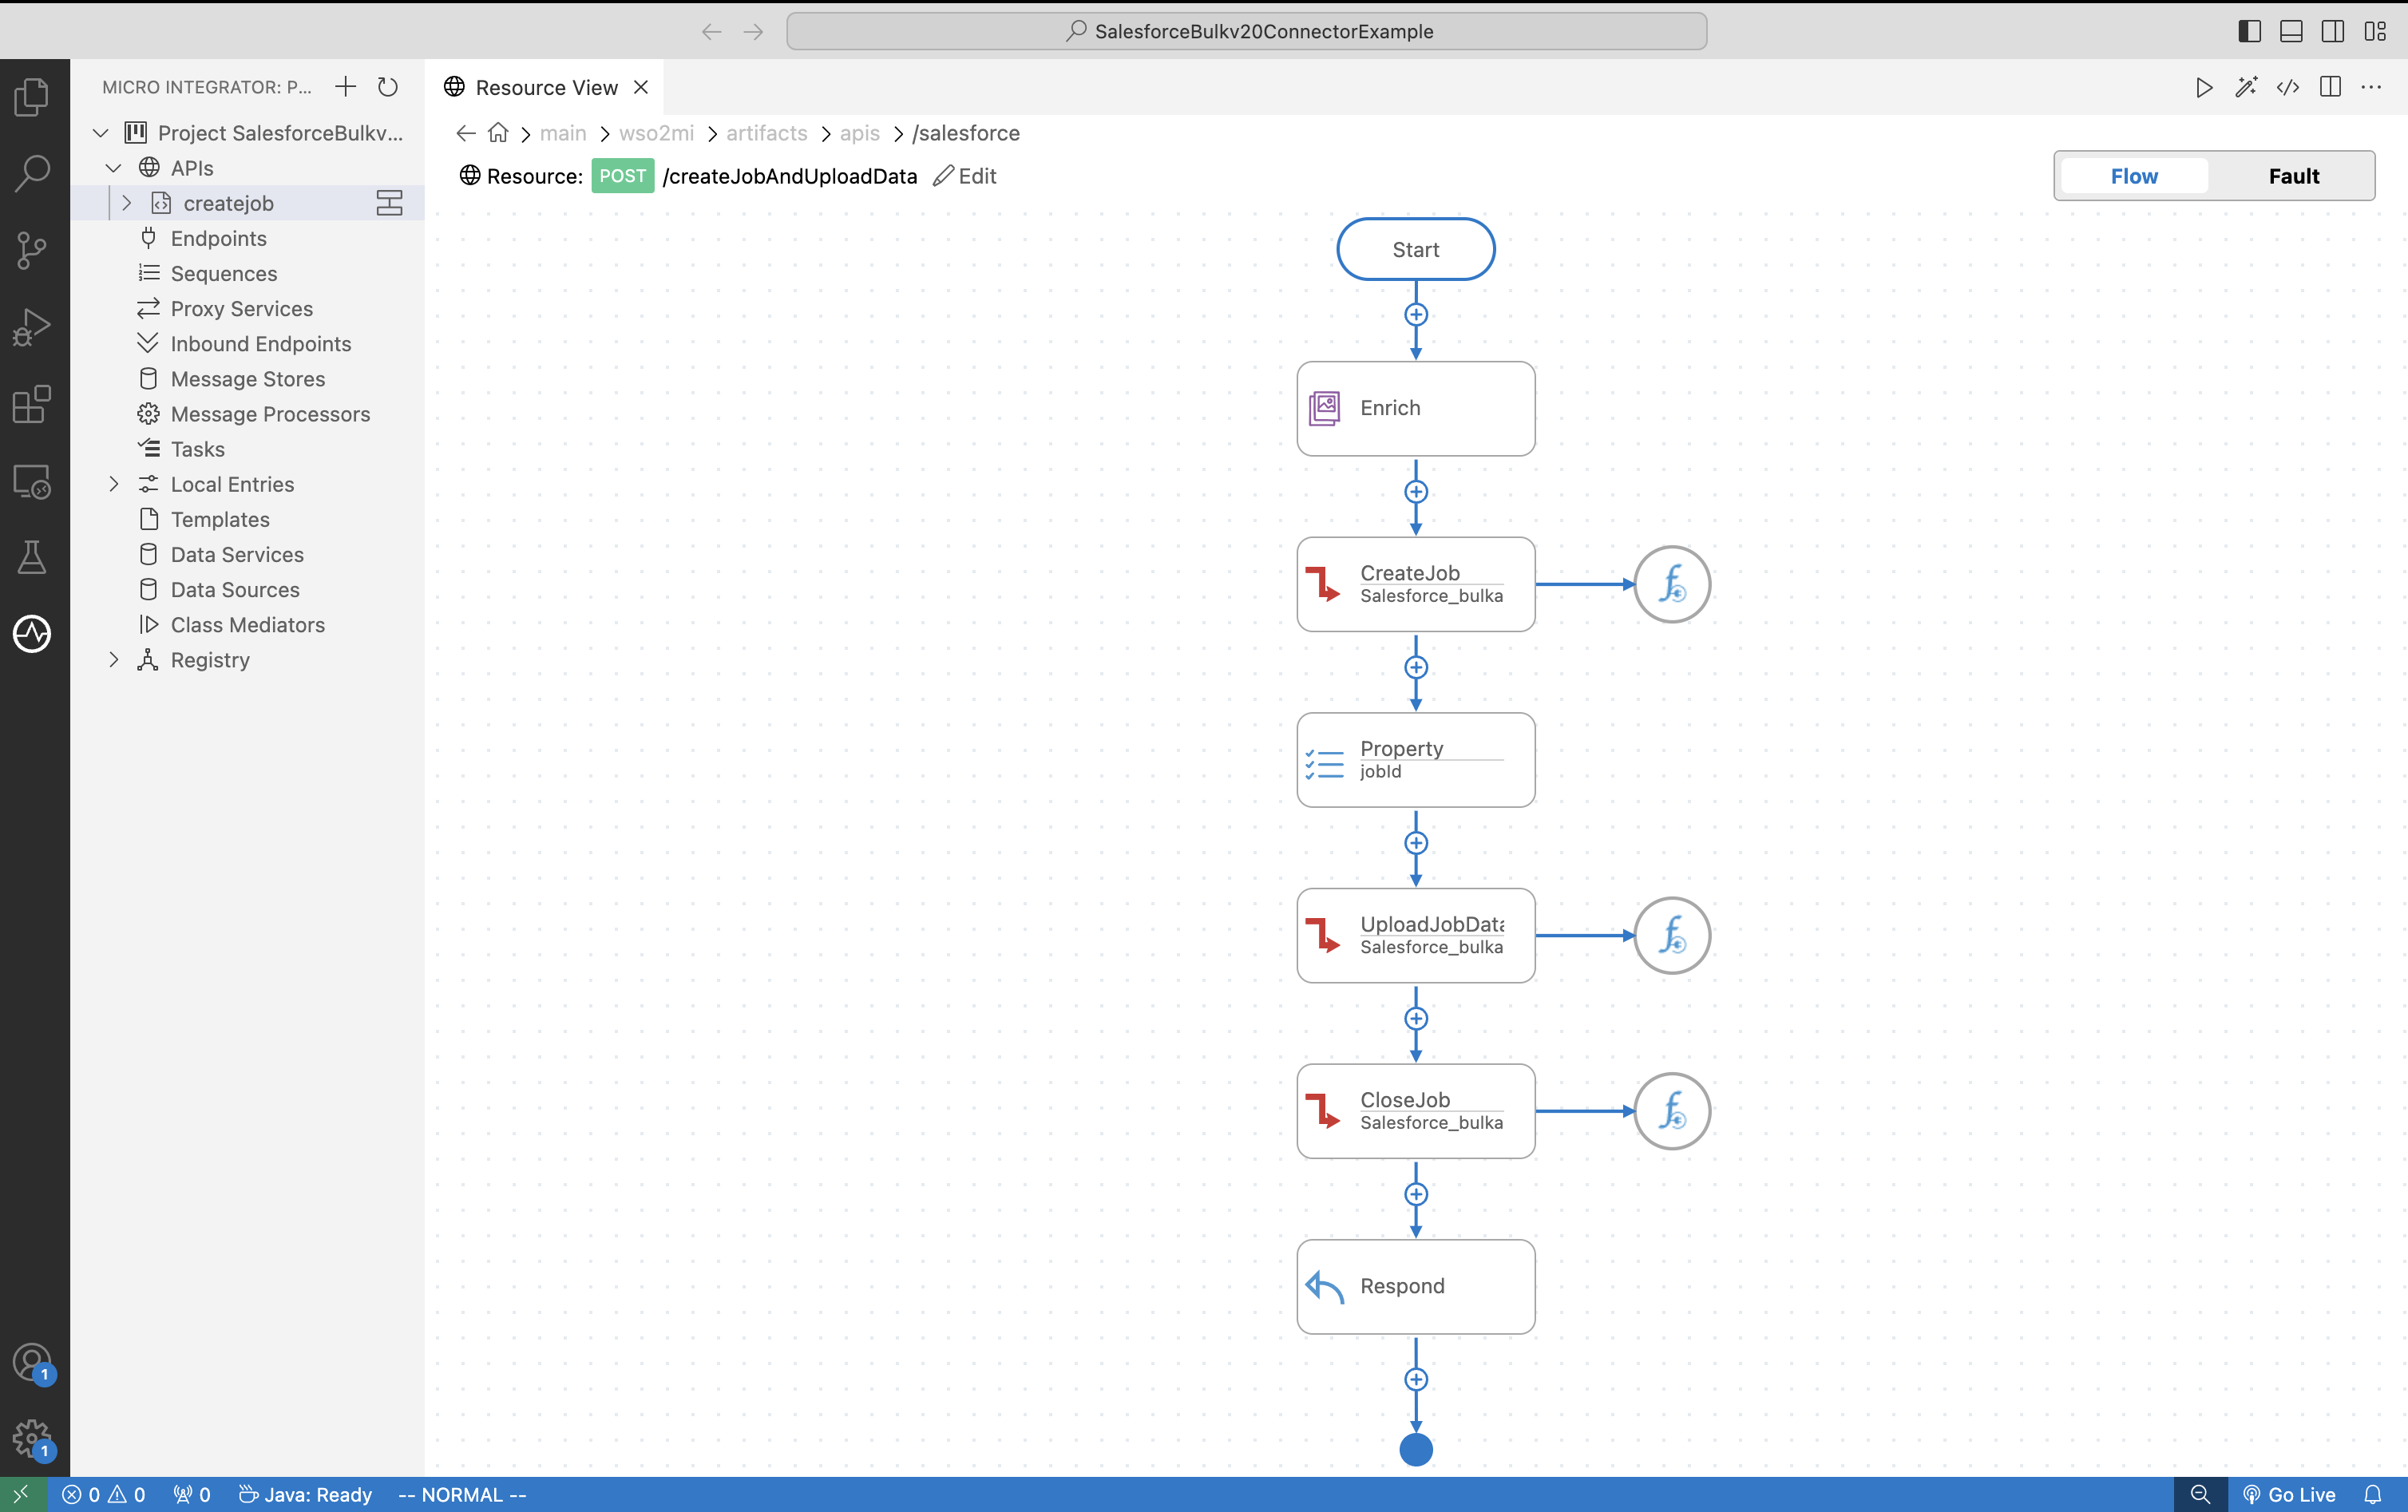 SalesforceBulkv20ConnectorExample
MICRO INTEGRATOR: P...
Project SalesforceBulkv...
APIs
createjob
Endpoints
Sequences
Proxy Services
Inbound Endpoints
Message Stores
Message Processors
Tasks
Local Entries
Templates
Data Services
Data Sources
Class Mediators
Registry
Resource View
main > wso2mi > artifacts > apis > /salesforce
Resource: POST /createJobAndUploadData Edit
Flow Fault
Start
Enrich
CreateJob
Salesforce_bulka
Property
jobId
UploadJobData
Salesforce_bulka
CloseJob
Salesforce_bulka
Respond
1
1
0 0 0 Java: Ready -- NORMAL -- Go Live